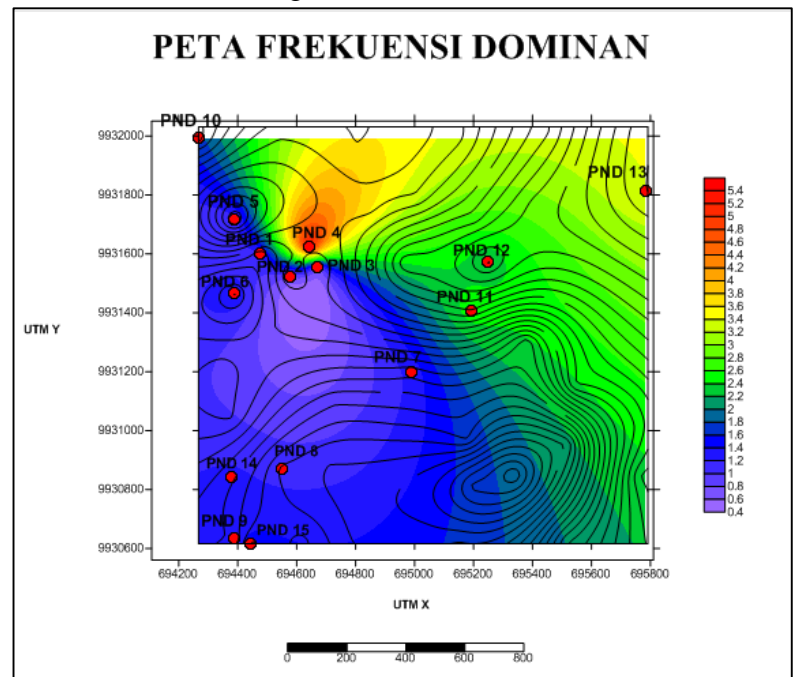 PETA FREKUENSI DOMINAN
PND 10
9932000
PND 13
9931800
PND 5
PND 4
PND 1
PND 12
9931600
PND 2
PND 3
PND 6
9931400
PND 11
UTM Y
PND 7
9931200
9931000
PND 8
PND 14
9930800
PND 9
PND 15
9930600
694200 694400 694600 694800 695000 695200 695400 695600 695800
UTM X
0 200 400 600 800
5.4
5.2
5
4.8
4.6
4.4
4.2
4
3.8
3.6
3.4
3.2
3
2.8
2.6
2.4
2.2
2
1.8
1.6
1.4
1.2
1
0.8
0.6
0.4